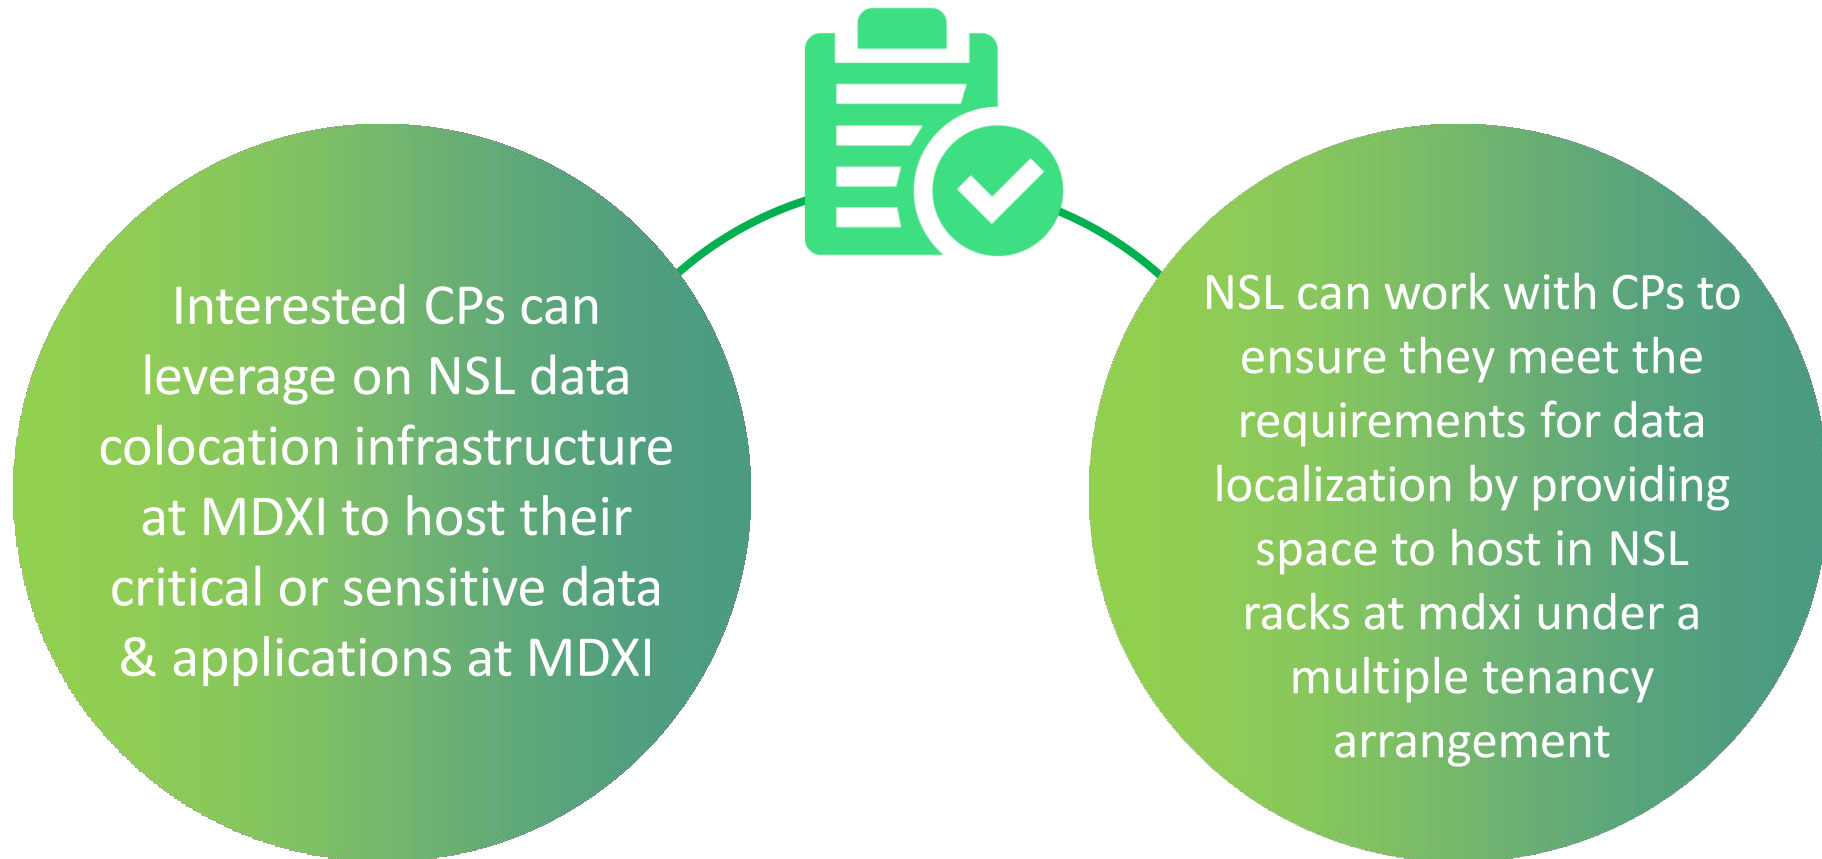 Interested CPs can
leverage on NSL data
colocation infrastructure
at MDXI to host their
critical or sensitive data
& applications at MDXI
NSL can work with CPs to
ensure they meet the
requirements for data
localization by providing
space to host in NSL
racks at mdxi under a
multiple tenancy
arrangement